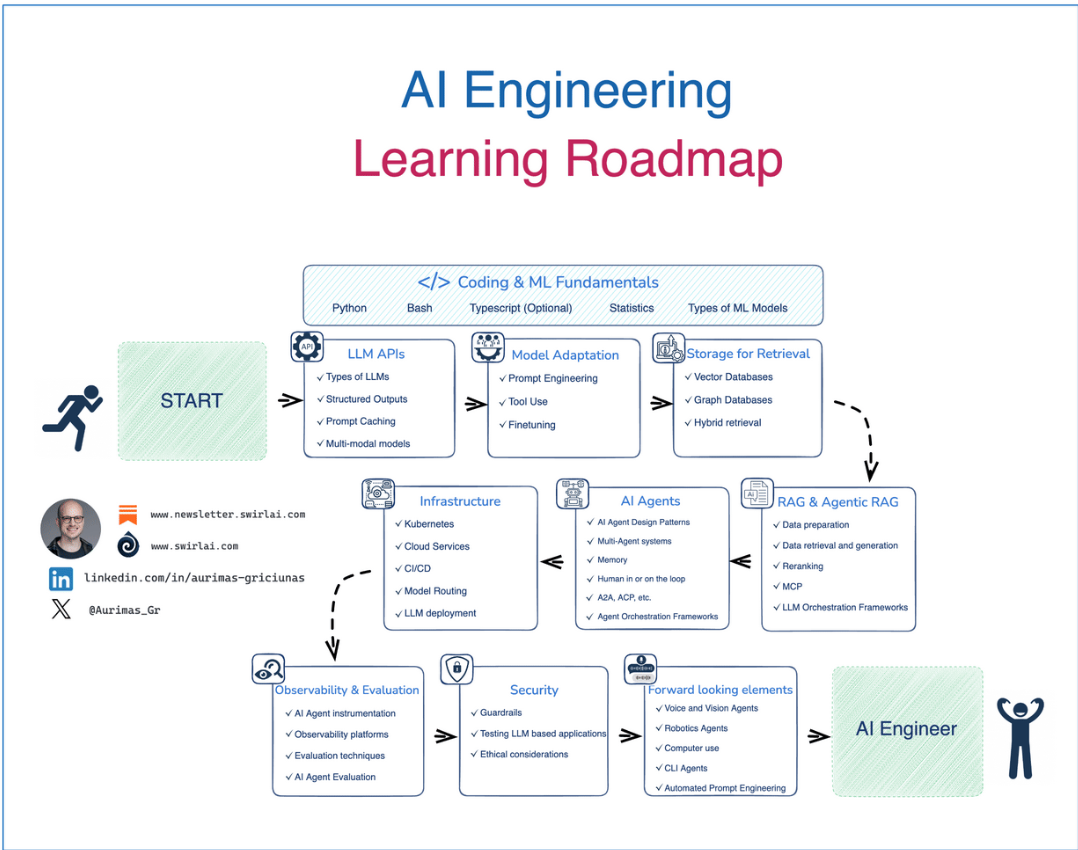 AI Engineering
Learning Roadmap
</> Coding & ML Fundamentals
Python Bash Typescript (Optional) Statistics Types of ML Models
START
API
LLM APIs
✓ Types of LLMs
✓ Structured Outputs
✓ Prompt Caching
✓ Multi-modal models
Model Adaptation
✓ Prompt Engineering
✓ Tool Use
✓ Finetuning
Storage for Retrieval
✓ Vector Databases
✓ Graph Databases
✓ Hybrid retrieval
Ai
RAG & Agentic RAG
✓ Data preparation
✓ Data retrieval and generation
✓ Reranking
✓ MCP
✓ LLM Orchestration Frameworks
AI Agents
✓ AI Agent Design Patterns
✓ Multi-Agent systems
✓ Memory
✓ Human in or on the loop
✓ A2A, ACP, etc.
✓ Agent Orchestration Frameworks
Infrastructure
✓ Kubernetes
✓ Cloud Services
✓ CI/CD
✓ Model Routing
✓ LLM deployment
www.newsletter.swirlai.com
www.swirlai.com
in linkedin.com/in/aurimas-griciunas
X @Aurimas_Gr
Observability & Evaluation
✓ AI Agent instrumentation
✓ Observability platforms
✓ Evaluation techniques
✓ AI Agent Evaluation
Security
✓ Guardrails
✓ Testing LLM based applications
✓ Ethical considerations
Forward looking elements
✓ Voice and Vision Agents
✓ Robotics Agents
✓ Computer use
✓ CLI Agents
✓ Automated Prompt Engineering
AI Engineer